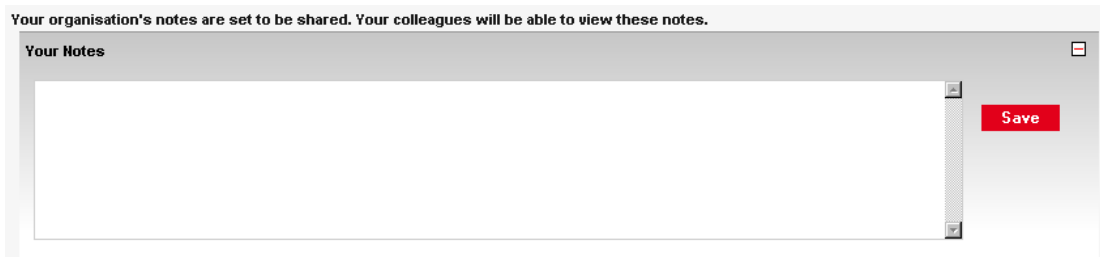 Your organisation's notes are set to be shared. Your colleagues will be able to view these notes.
Your Notes
Save